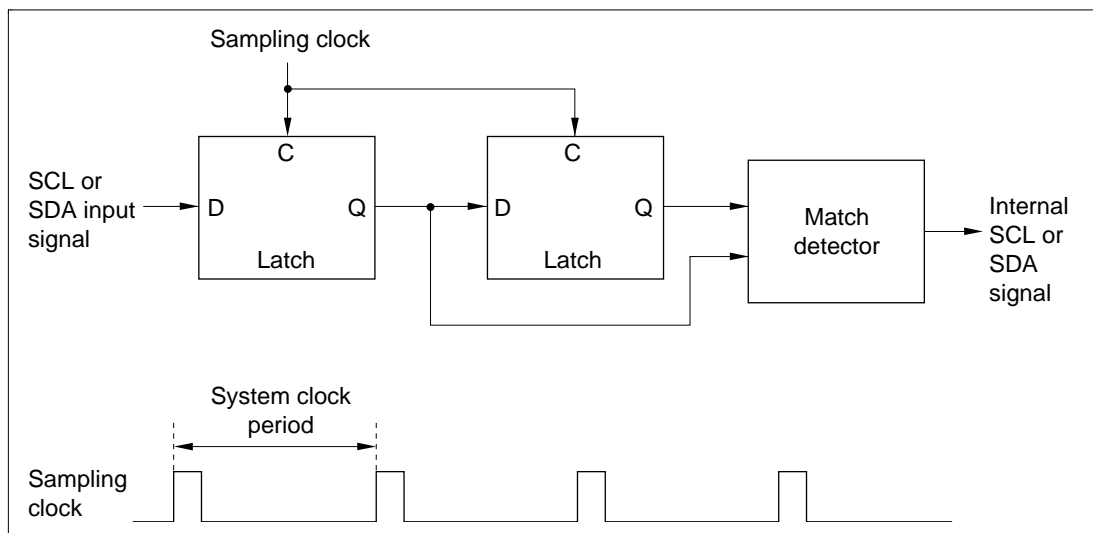 Sampling clock
C
C
SCL or
SDA input
signal
D
Q
D
Q
Latch
Latch
Match
detector
Internal
SCL or
SDA
signal
System clock
period
Sampling
clock